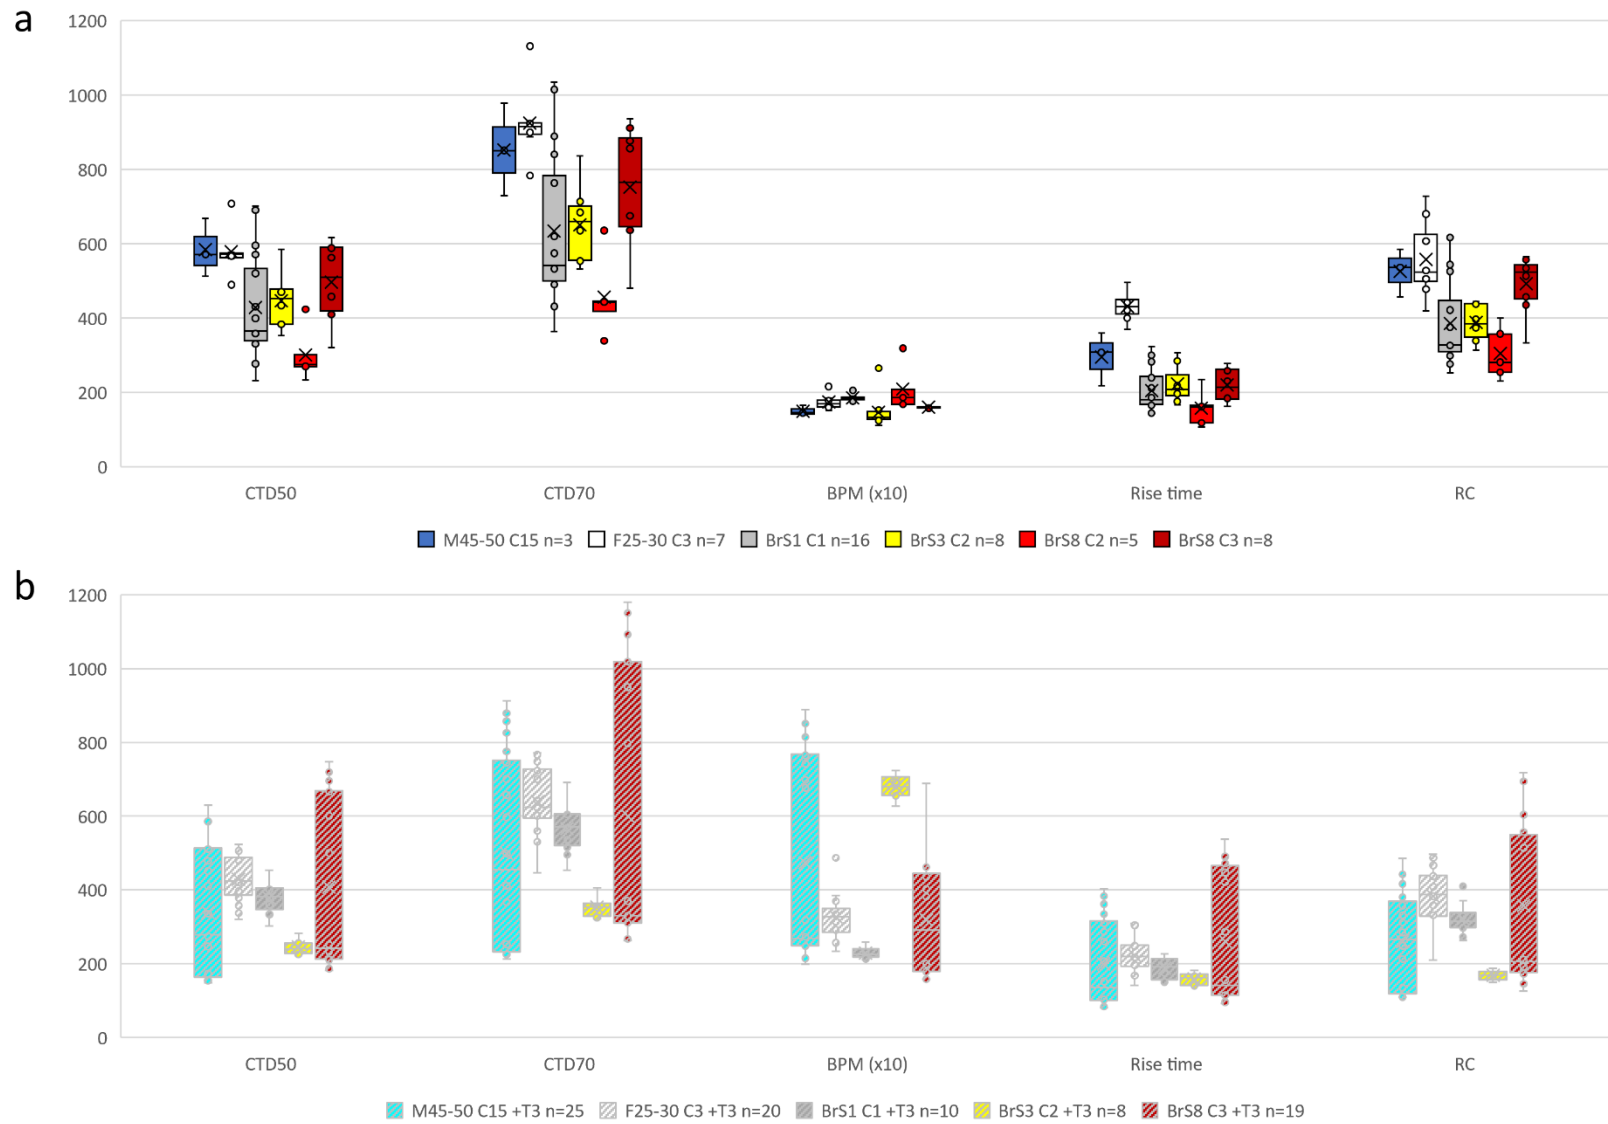 a
1200
1000
800
600
400
200
0
CTD50 CTD70 BPM (x10) Rise time RC
M45-50 C15 n=3 F25-30 C3 n=7 BrS1 C1 n=16 BrS3 C2 n=8 BrS8 C2 n=5 BrS8 C3 n=8
b
1200
1000
800
600
400
200
0
CTD50 CTD70 BPM (x10) Rise time RC
M45-50 C15 +T3 n=25 F25-30 C3 +T3 n=20 BrS1 C1 +T3 n=10 BrS3 C2 +T3 n=8 BrS8 C3 +T3 n=19